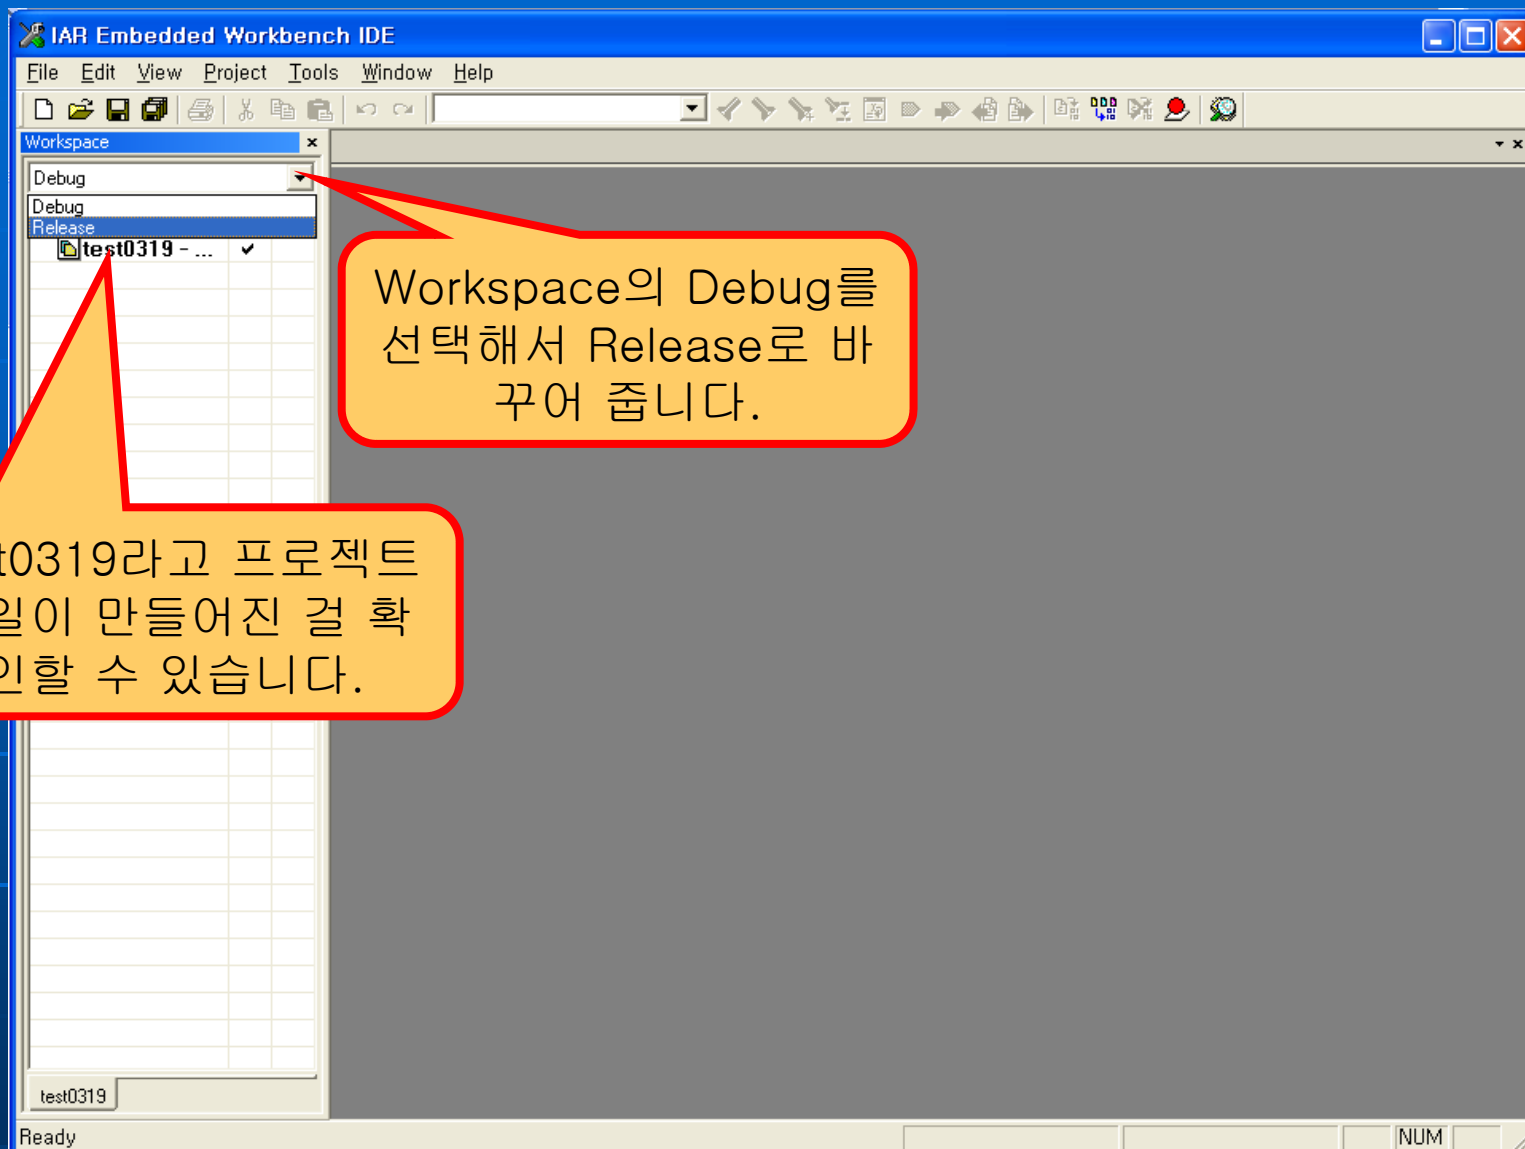 IAR Embedded Workbench IDE
File Edit View Project Tools Window Help
Workspace
Debug
Debug
Release
test0319 - ...
Workspace의 Debug를
선택해서 Release로 바
꾸어 줍니다.
t0319라고 프로젝트
일이 만들어진 걸 확
인할 수 있습니다.
test0319
Ready
NUM